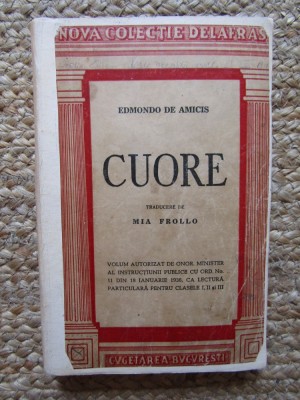 NOVA COLECȚIE DELAFRAS
EDMONDO DE AMICIS
CUORE
TRADUCERE DE
MIA FROLLO
VOLUM AUTORIZAT DE ONOR. MINISTER
AL INSTRUCȚIUNII PUBLICE CU ORD. No.
11 DIN 18 IANUARIE 1936, CA LECTURĂ
PARTICULARĂ PENTRU CLASELE I, II și III
CUGETAREA-BUCUREȘTI